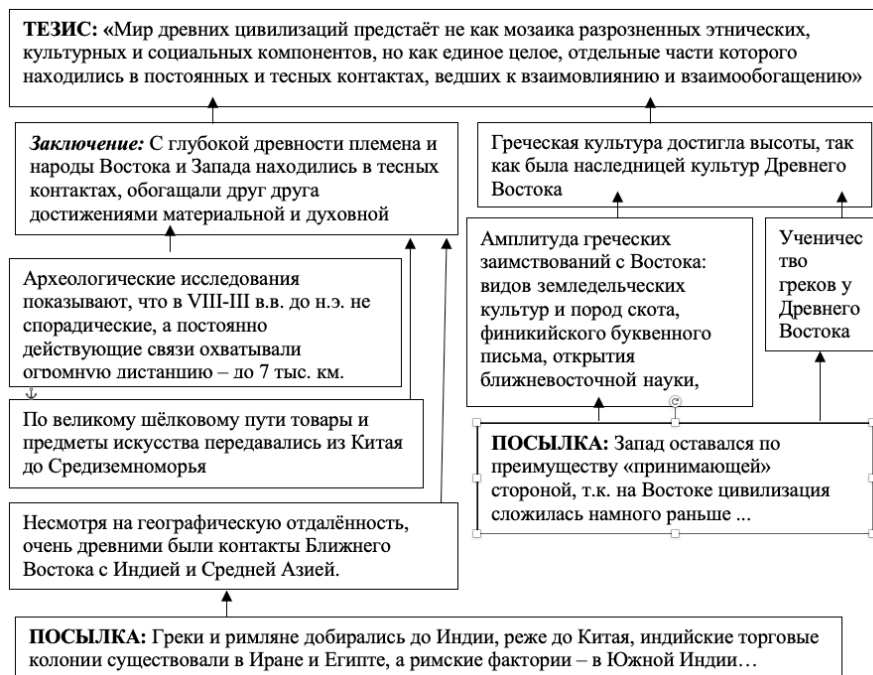 ТЕЗИС: «Мир древних цивилизаций предстаёт не как мозаика разрозненных этнических,
культурных и социальных компонентов, но как единое целое, отдельные части которого
находились в постоянных и тесных контактах, ведших к взаимовлиянию и взаимообогащению»
Заключение: С глубокой древности племена и
народы Востока и Запада находились в тесных
контактах, обогащали друг друга
достижениями материальной и духовной
Греческая культура достигла высоты, так
как была наследницей культур Древнего
Востока
Археологические исследования
показывают, что в VIII-III в.в. до н.э. не
спорадические, а постоянно
действующие связи охватывали
огромную дистанцию – до 7 тыс. км.
Амплитуда греческих
заимствований с Востока:
видов земледельческих
культур и пород скота,
финикийского буквенного
письма, открытия
ближневосточной науки,
Ученичес
тво
греков у
Древнего
Востока
По великому шёлковому пути товары и
предметы искусства передавались из Китая
до Средиземноморья
ПОСЫЛКА: Запад оставался по
преимуществу «принимающей»
стороной, т.к. на Востоке цивилизация
сложилась намного раньше ...
Несмотря на географическую отдалённость,
очень древними были контакты Ближнего
Востока с Индией и Средней Азией.
ПОСЫЛКА: Греки и римляне добирались до Индии, реже до Китая, индийские торговые
колонии существовали в Иране и Египте, а римские фактории – в Южной Индии…